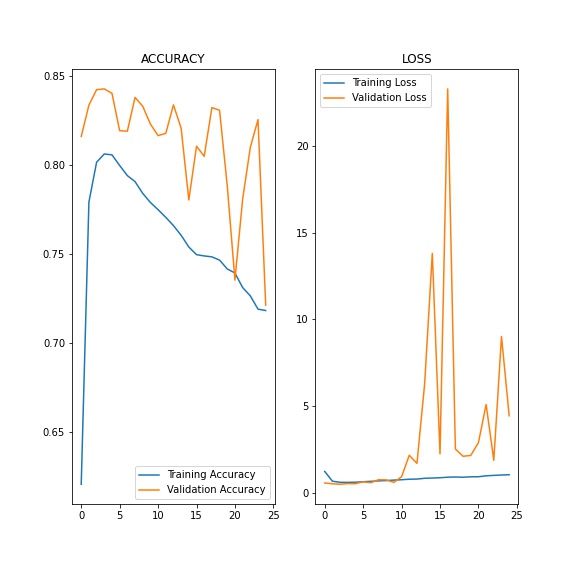 ACCURACY
0.85
0.80
0.75
0.70
0.65
0 5 10 15 20 25
Training Accuracy
Validation Accuracy
LOSS
Training Loss
Validation Loss
20
15
10
5
0
0 5 10 15 20 25